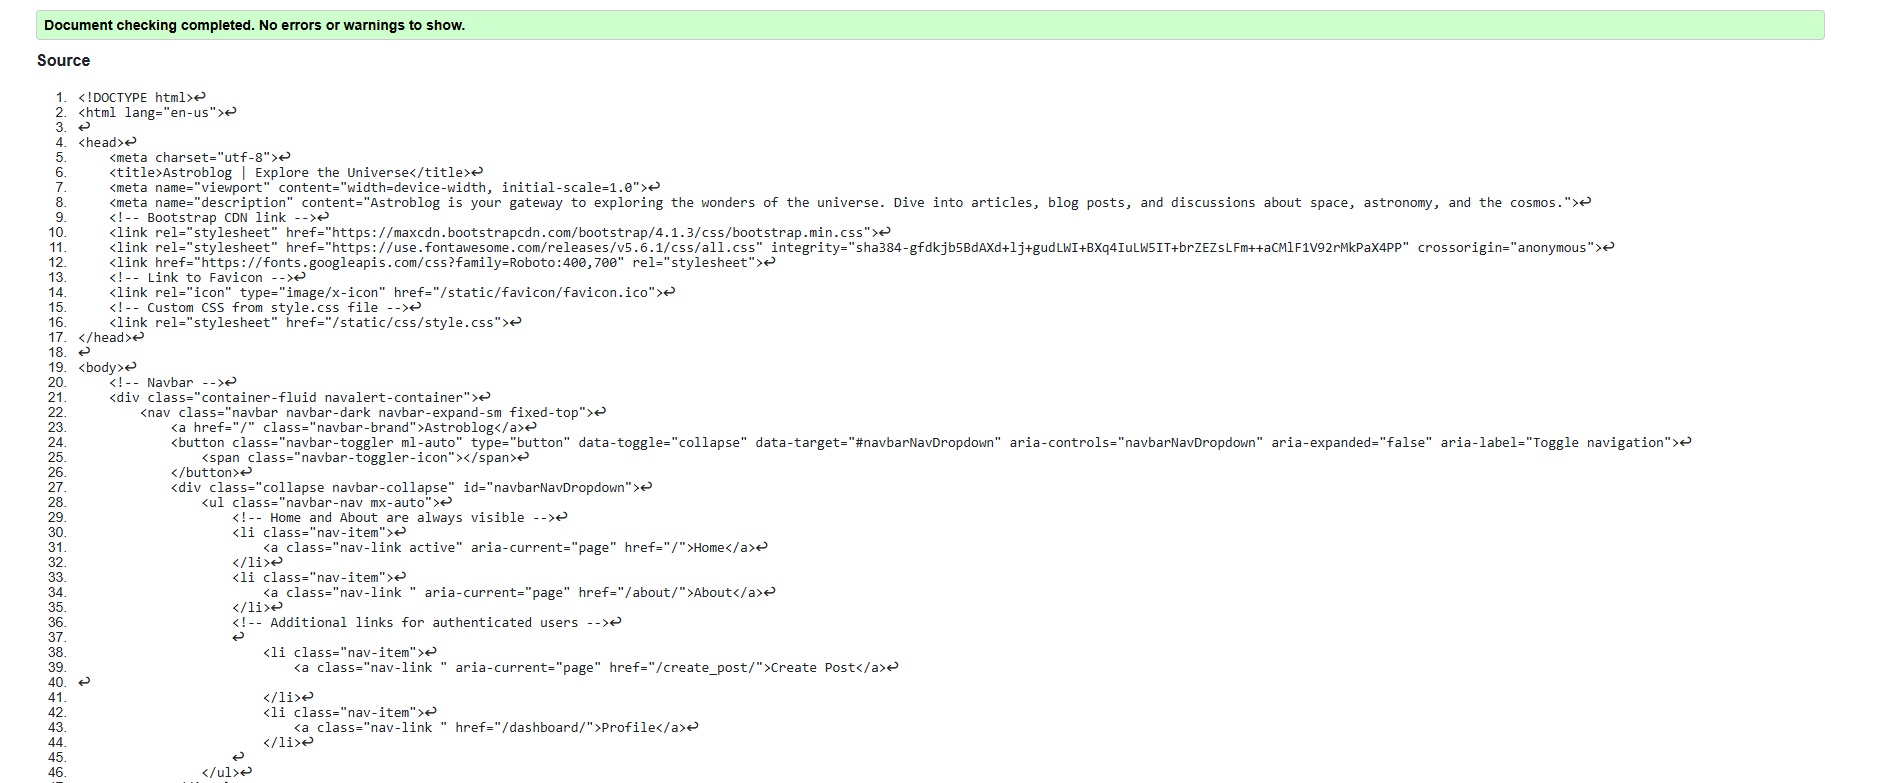 Document checking completed. No errors or warnings to show.
Source
1. <!DOCTYPE html>↩
2. <html lang="en-us">↩
3. ↩
4. <head>↩
5.     <meta charset="utf-8">↩
6.     <title>Astroblog | Explore the Universe</title>↩
7.     <meta name="viewport" content="width=device-width, initial-scale=1.0">↩
8.     <meta name="description" content="Astroblog is your gateway to exploring the wonders of the universe. Dive into articles, blog posts, and discussions about space, astronomy, and the cosmos.">↩
9.     <!-- Bootstrap CDN link -->↩
10.     <link rel="stylesheet" href="https://maxcdn.bootstrapcdn.com/bootstrap/4.1.3/css/bootstrap.min.css">↩
11.     <link rel="stylesheet" href="https://use.fontawesome.com/releases/v5.6.1/css/all.css" integrity="sha384-gfdkjb5BdAXd+lj+gudLWI+BXq4IuLW5IT+brZEZsLFm++aCMlF1V92rMkPaX4PP" crossorigin="anonymous">↩
12.     <link href="https://fonts.googleapis.com/css?family=Roboto:400,700" rel="stylesheet">↩
13.     <!-- Link to Favicon -->↩
14.     <link rel="icon" type="image/x-icon" href="/static/favicon/favicon.ico">↩
15.     <!-- Custom CSS from style.css file -->↩
16.     <link rel="stylesheet" href="/static/css/style.css">↩
17. </head>↩
18. ↩
19. <body>↩
20.     <!-- Navbar -->↩
21.     <div class="container-fluid navalert-container">↩
22.         <nav class="navbar navbar-dark navbar-expand-sm fixed-top">↩
23.             <a href="/" class="navbar-brand">Astroblog</a>↩
24.             <button class="navbar-toggler ml-auto" type="button" data-toggle="collapse" data-target="#navbarNavDropdown" aria-controls="navbarNavDropdown" aria-expanded="false" aria-label="Toggle navigation">↩
25.                 <span class="navbar-toggler-icon"></span>↩
26.             </button>↩
27.             <div class="collapse navbar-collapse" id="navbarNavDropdown">↩
28.                 <ul class="navbar-nav mx-auto">↩
29.                     <!-- Home and About are always visible -->↩
30.                     <li class="nav-item">↩
31.                         <a class="nav-link active" aria-current="page" href="/">Home</a>↩
32.                     </li>↩
33.                     <li class="nav-item">↩
34.                         <a class="nav-link " aria-current="page" href="/about/">About</a>↩
35.                     </li>↩
36.                     <!-- Additional links for authenticated users -->↩
37.                     ↩
38.                         <li class="nav-item">↩
39.                             <a class="nav-link " aria-current="page" href="/create_post/">Create Post</a>↩
40. ↩
41.                         </li>↩
42.                         <li class="nav-item">↩
43.                             <a class="nav-link " href="/dashboard/">Profile</a>↩
44.                         </li>↩
45.                     ↩
46.                 </ul>↩